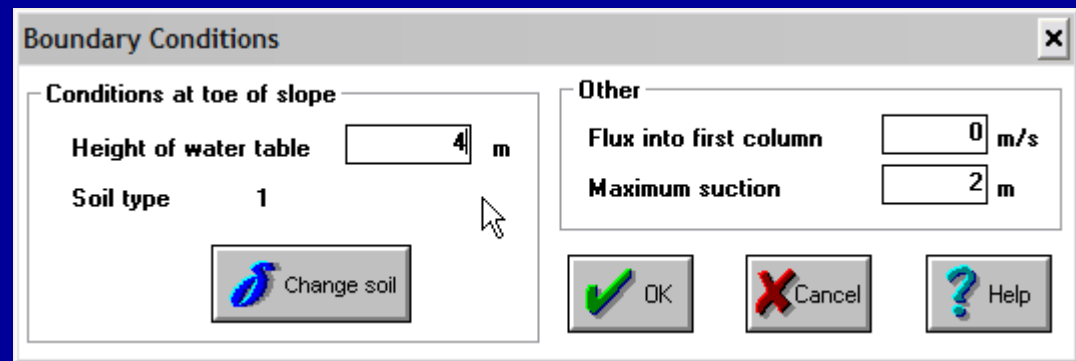 Boundary Conditions
Conditions at toe of slope
Height of water table 4 m
Soil type 1
Change soil
Other
Flux into first column 0 m/s
Maximum suction 2 m
OK
Cancel
Help